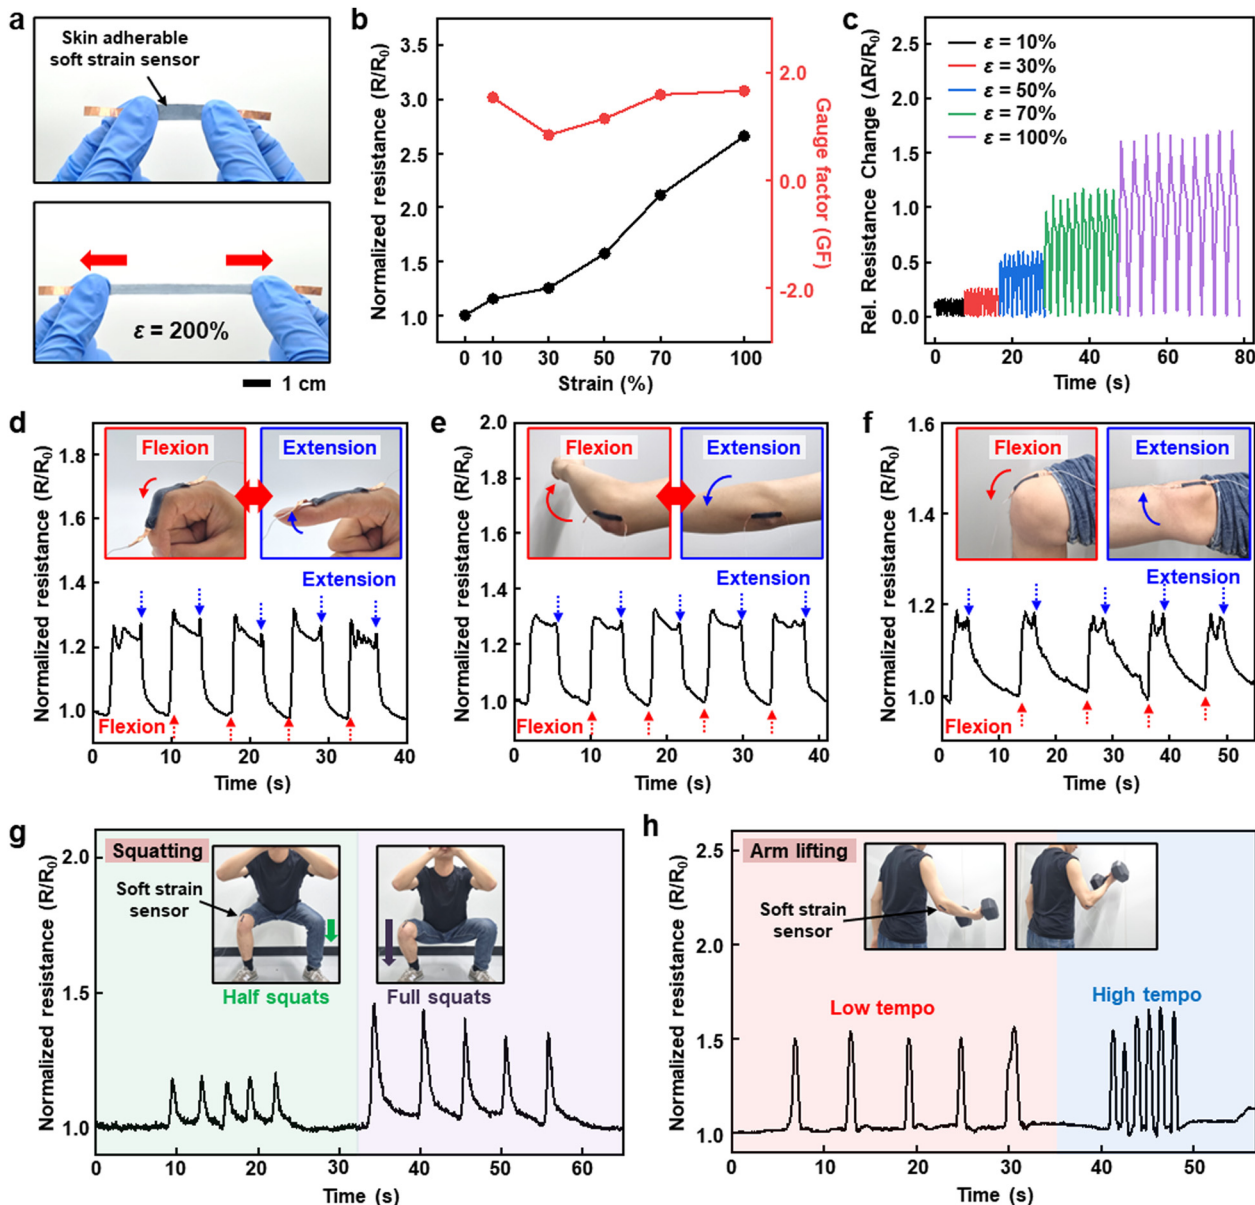 a
Skin adherable
soft strain sensor
ε = 200%
1 cm
b
Normalized resistance (R/R₀)
3.5
3.0
2.5
2.0
1.5
1.0
2.0
0.0
-2.0
Gauge factor (GF)
0 10 30 50 70 100
Strain (%)
c
Rel. Resistance Change (ΔR/R₀)
2.5
2.0
1.5
1.0
0.5
0.0
ε = 10%
ε = 30%
ε = 50%
ε = 70%
ε = 100%
0 20 40 60 80
Time (s)
d
Normalized resistance (R/R₀)
1.8
1.6
1.4
1.2
1.0
Flexion
Extension
Extension
Flexion
0 10 20 30 40
Time (s)
e
Normalized resistance (R/R₀)
2.0
1.8
1.6
1.4
1.2
1.0
Flexion
Extension
Extension
Flexion
0 10 20 30 40
Time (s)
f
Normalized resistance (R/R₀)
1.6
1.4
1.2
1.0
Flexion
Extension
Extension
Flexion
0 10 20 30 40 50
Time (s)
g
Normalized resistance (R/R₀)
2.0
1.5
1.0
Squatting
Soft strain
sensor
Half squats
Full squats
0 10 20 30 40 50 60
Time (s)
h
Normalized resistance (R/R₀)
2.5
2.0
1.5
1.0
Arm lifting
Soft strain
sensor
Low tempo
High tempo
0 10 20 30 40 50
Time (s)